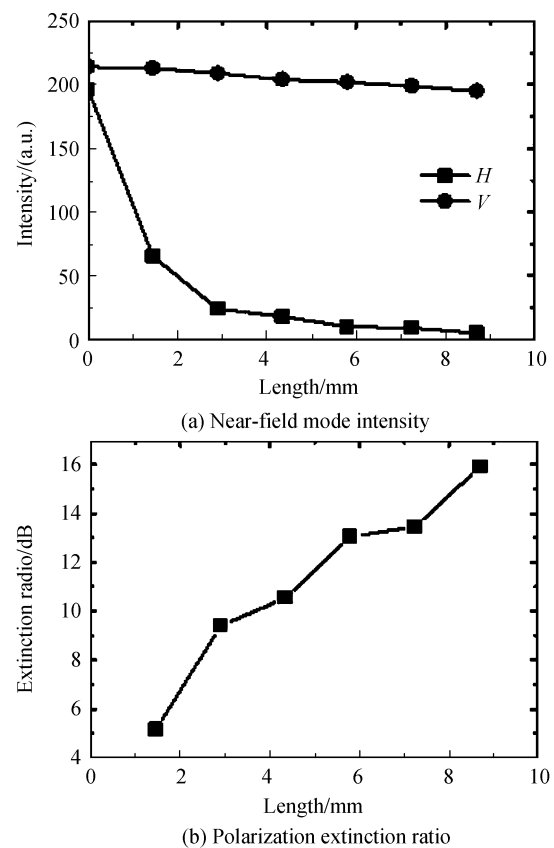 250
200
150
100
50
0
Intensity/(a.u.)
H
V
0 2 4 6 8 10
Length/mm
(a) Near-field mode intensity
16
14
12
10
8
6
4
Extinction radio/dB
0 2 4 6 8 10
Length/mm
(b) Polarization extinction ratio